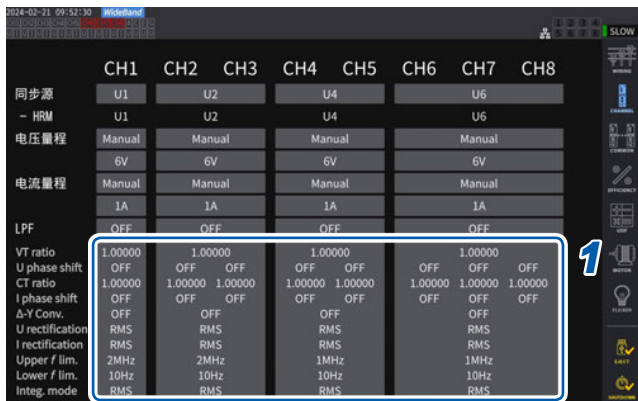 2024-02-21 09:52:30 WideBand
SLOW
CH1 CH2 CH3 CH4 CH5 CH6 CH7 CH8
WIRING
同步源 U1 U2 U4 U6
- HRM U1 U2 U4 U6
CHANNEL
电压量程 Manual Manual Manual Manual
6V 6V 6V 6V
COMMON
电流量程 Manual Manual Manual Manual
EFFICIENCY
1A 1A 1A 1A
LPF OFF OFF OFF OFF
UDF
VT ratio 1.00000 1.00000 1.00000 1.00000
1
U phase shift OFF OFF OFF OFF OFF OFF OFF OFF
MOTOR
CT ratio 1.00000 1.00000 1.00000 1.00000 1.00000 1.00000 1.00000 1.00000
I phase shift OFF OFF OFF OFF OFF OFF OFF OFF
FLICKER
Δ-Y Conv. OFF OFF OFF OFF
U rectification RMS RMS RMS RMS
I rectification RMS RMS RMS RMS
Upper f lim. 2MHz 2MHz 1MHz 1MHz
EJECT
Lower f lim. 10Hz 10Hz 10Hz 10Hz
Integ. mode RMS RMS RMS RMS
SHUTDOWN